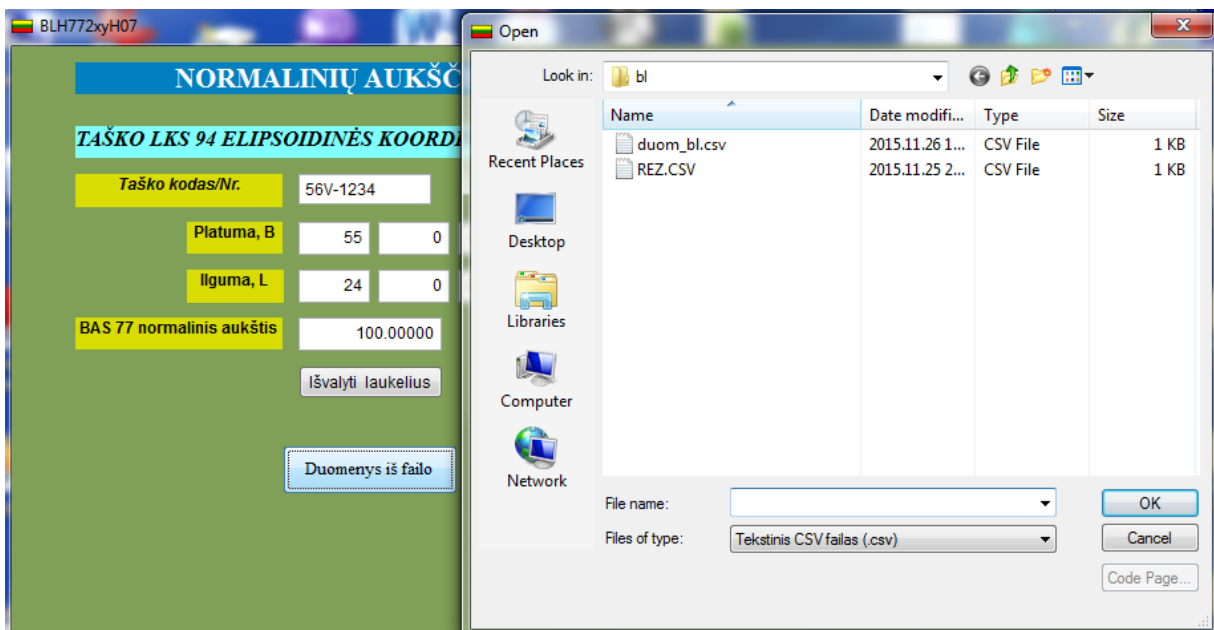 BLH772xyH07
NORMALINIŲ AUKŠČ
TAŠKO LKS 94 ELIPSOIDINĖS KOORDI
Taško kodas/Nr.
56V-1234
Platuma, B
55
0
Ilguma, L
24
0
BAS 77 normalinis aukštis
100.00000
Išvalyti laukelius
Duomenys iš failo
Open
Look in:
bl
Recent Places
Desktop
Libraries
Computer
Network
Name Date modifi... Type Size
duom_bl.csv 2015.11.26 1... CSV File 1 KB
REZ.CSV 2015.11.25 2... CSV File 1 KB
File name:
OK
Files of type:
Tekstinis CSV failas (.csv)
Cancel
Code Page...